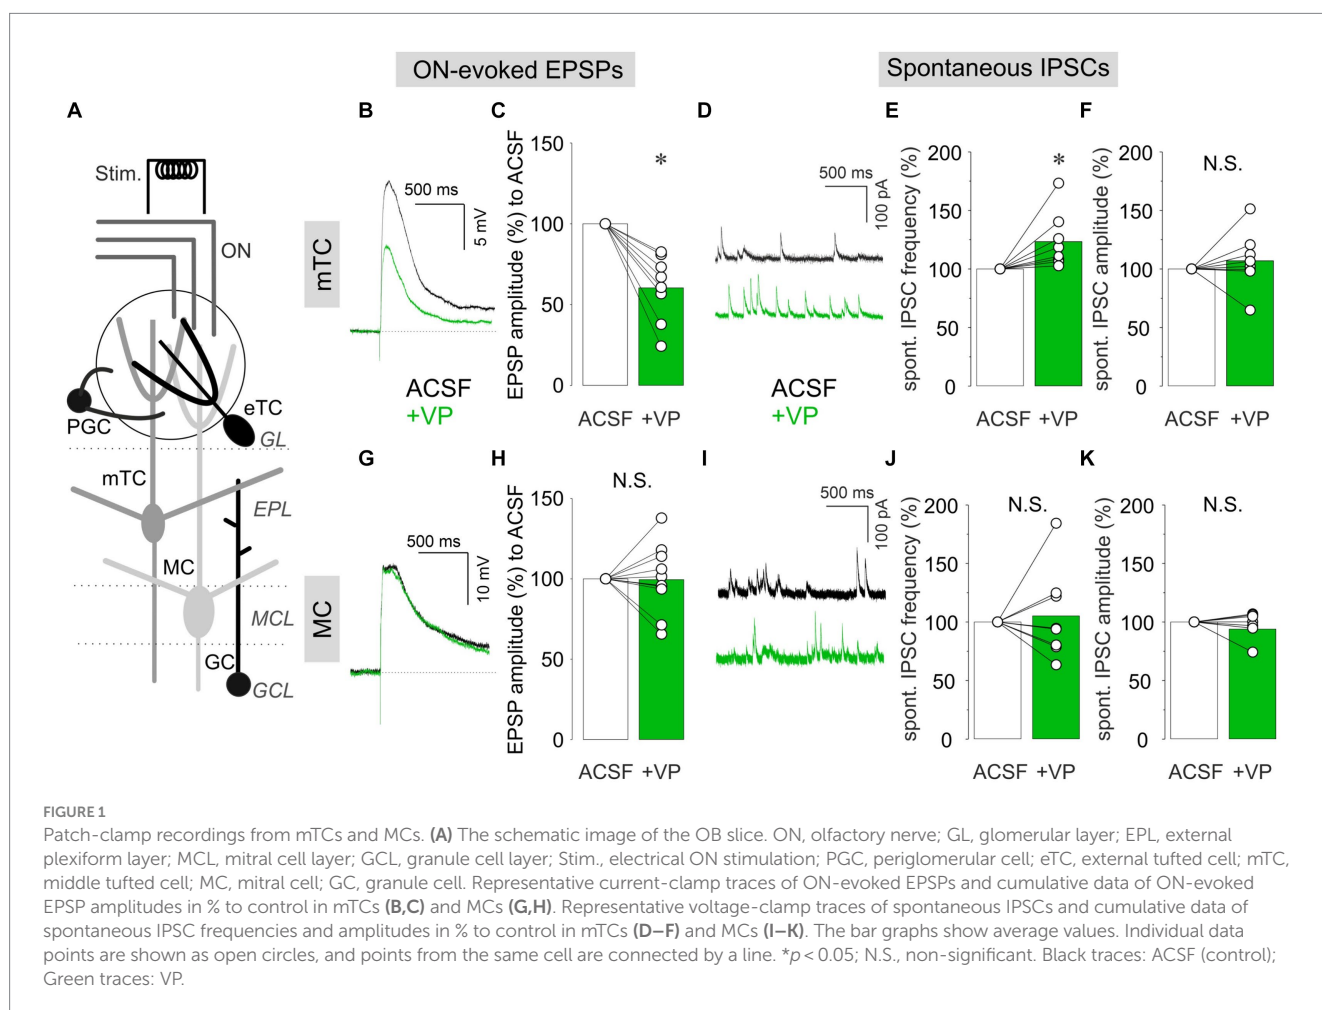 ON-evoked EPSPs
Spontaneous IPSCs
A
Stim.
ON
PGC
eTC
GL
mTC
EPL
MC
MCL
GC
GCL
mTC
B
500 ms
5 mV
ACSF
+VP
C
EPSP amplitude (%) to ACSF
150
100
50
0
*
ACSF +VP
D
500 ms
100 pA
ACSF
+VP
E
spont. IPSC frequency (%)
200
150
100
50
0
*
ACSF +VP
F
spont. IPSC amplitude (%)
200
150
100
50
0
N.S.
ACSF +VP
MC
G
500 ms
10 mV
H
EPSP amplitude (%) to ACSF
150
100
50
0
N.S.
ACSF +VP
I
500 ms
100 pA
J
spont. IPSC frequency (%)
200
150
100
50
0
N.S.
ACSF +VP
K
spont. IPSC amplitude (%)
200
150
100
50
0
N.S.
ACSF +VP
FIGURE 1
Patch-clamp recordings from mTCs and MCs. (A) The schematic image of the OB slice. ON, olfactory nerve; GL, glomerular layer; EPL, external
plexiform layer; MCL, mitral cell layer; GCL, granule cell layer; Stim., electrical ON stimulation; PGC, periglomerular cell; eTC, external tufted cell; mTC,
middle tufted cell; MC, mitral cell; GC, granule cell. Representative current-clamp traces of ON-evoked EPSPs and cumulative data of ON-evoked
EPSP amplitudes in % to control in mTCs (B,C) and MCs (G,H). Representative voltage-clamp traces of spontaneous IPSCs and cumulative data of
spontaneous IPSC frequencies and amplitudes in % to control in mTCs (D–F) and MCs (I–K). The bar graphs show average values. Individual data
points are shown as open circles, and points from the same cell are connected by a line. *p < 0.05; N.S., non-significant. Black traces: ACSF (control);
Green traces: VP.